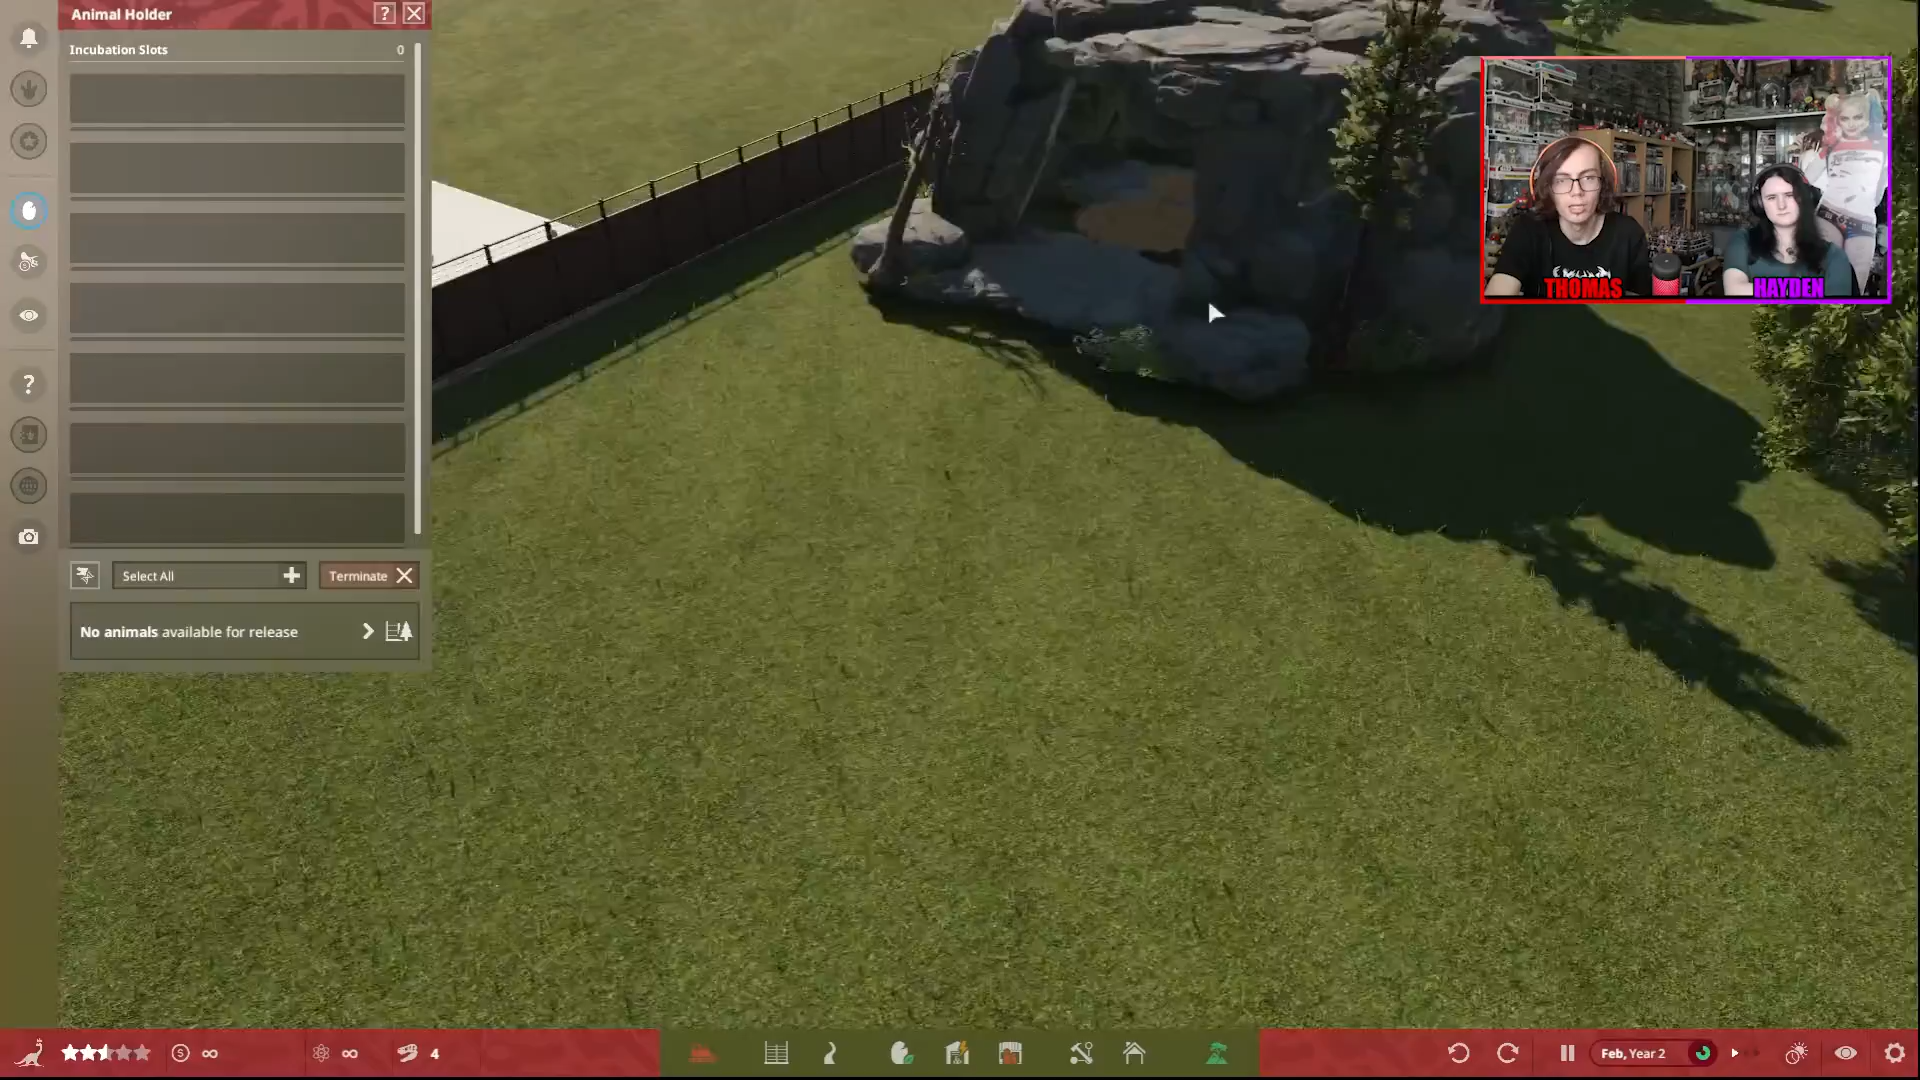 Animal Holder ?
Incubation Slots 0
?
Select All
Terminate
No animals available for release
THOMAS
HAYDEN
$ ∞
∞
4
Feb, Year 2